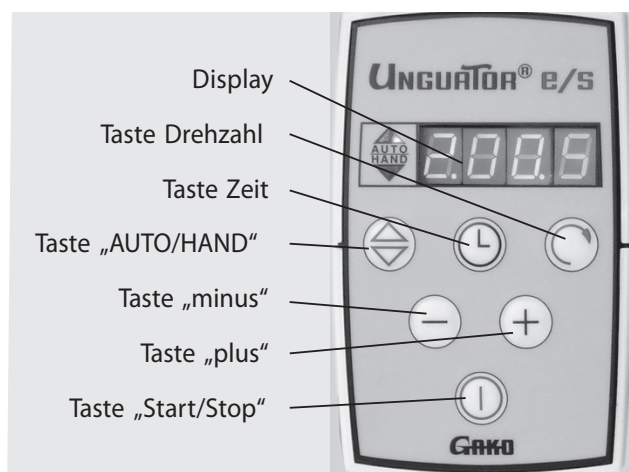 UNGUATOR® e/s
Display
AUTO
HAND
2.00.5
Taste Drehzahl
Taste Zeit
Taste „AUTO/HAND“
Taste „minus“
Taste „plus“
Taste „Start/Stop“
GAKO